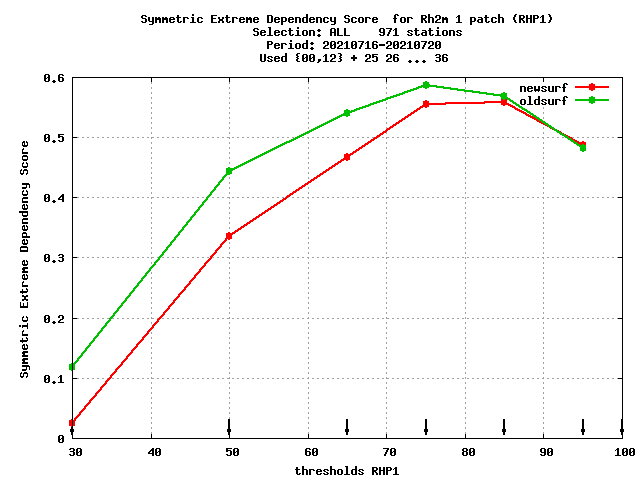 Symmetric Extreme Dependency Score  for Rh2m 1 patch (RHP1)
Selection: ALL    971 stations
Period: 20210716-20210720
Used {00,12} + 25 26 ... 36
newsurf
oldsurf
Symmetric Extreme Dependency Score
0.6
0.5
0.4
0.3
0.2
0.1
0
30 40 50 60 70 80 90 100
thresholds RHP1